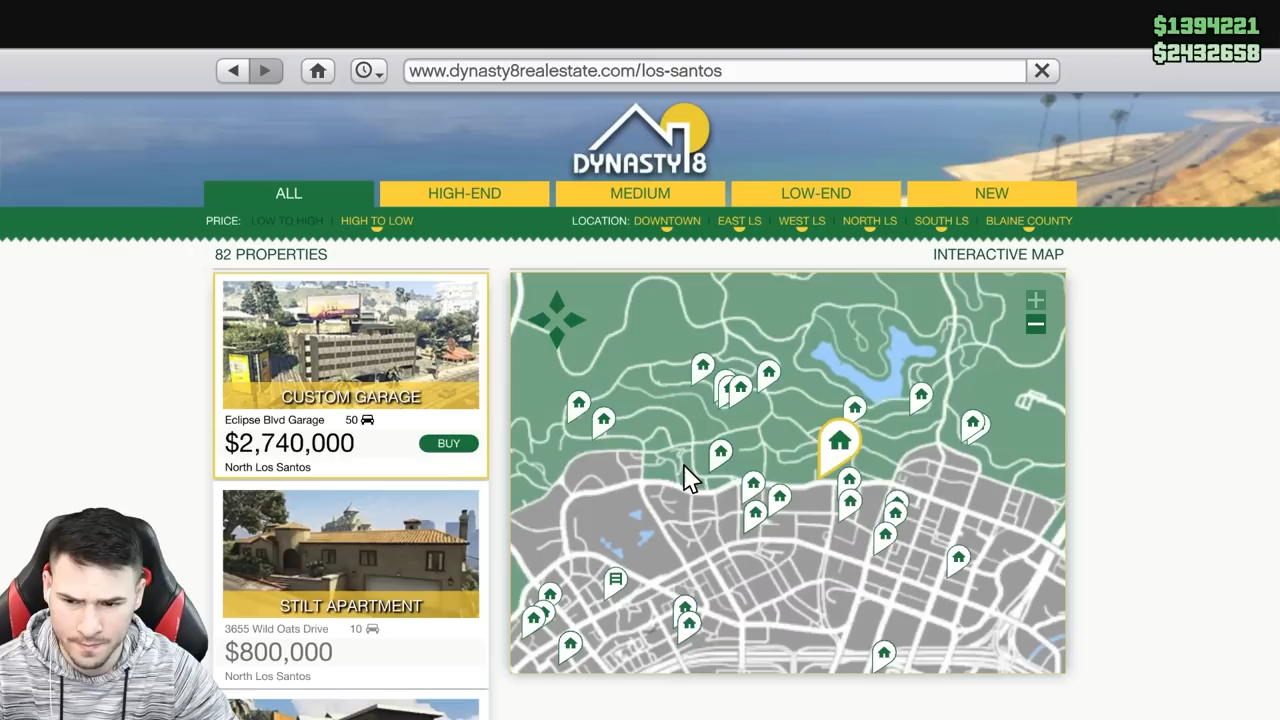 $1394221
$2432658
www.dynasty8realestate.com/los-santos
DYNASTY 8
ALL HIGH-END MEDIUM LOW-END NEW
PRICE: LOW TO HIGH HIGH TO LOW LOCATION: DOWNTOWN EAST LS WEST LS NORTH LS SOUTH LS BLAINE COUNTY
82 PROPERTIES INTERACTIVE MAP
CUSTOM GARAGE
Eclipse Blvd Garage 50
$2,740,000 BUY
North Los Santos
STILT APARTMENT
3655 Wild Oats Drive 10
$800,000
North Los Santos